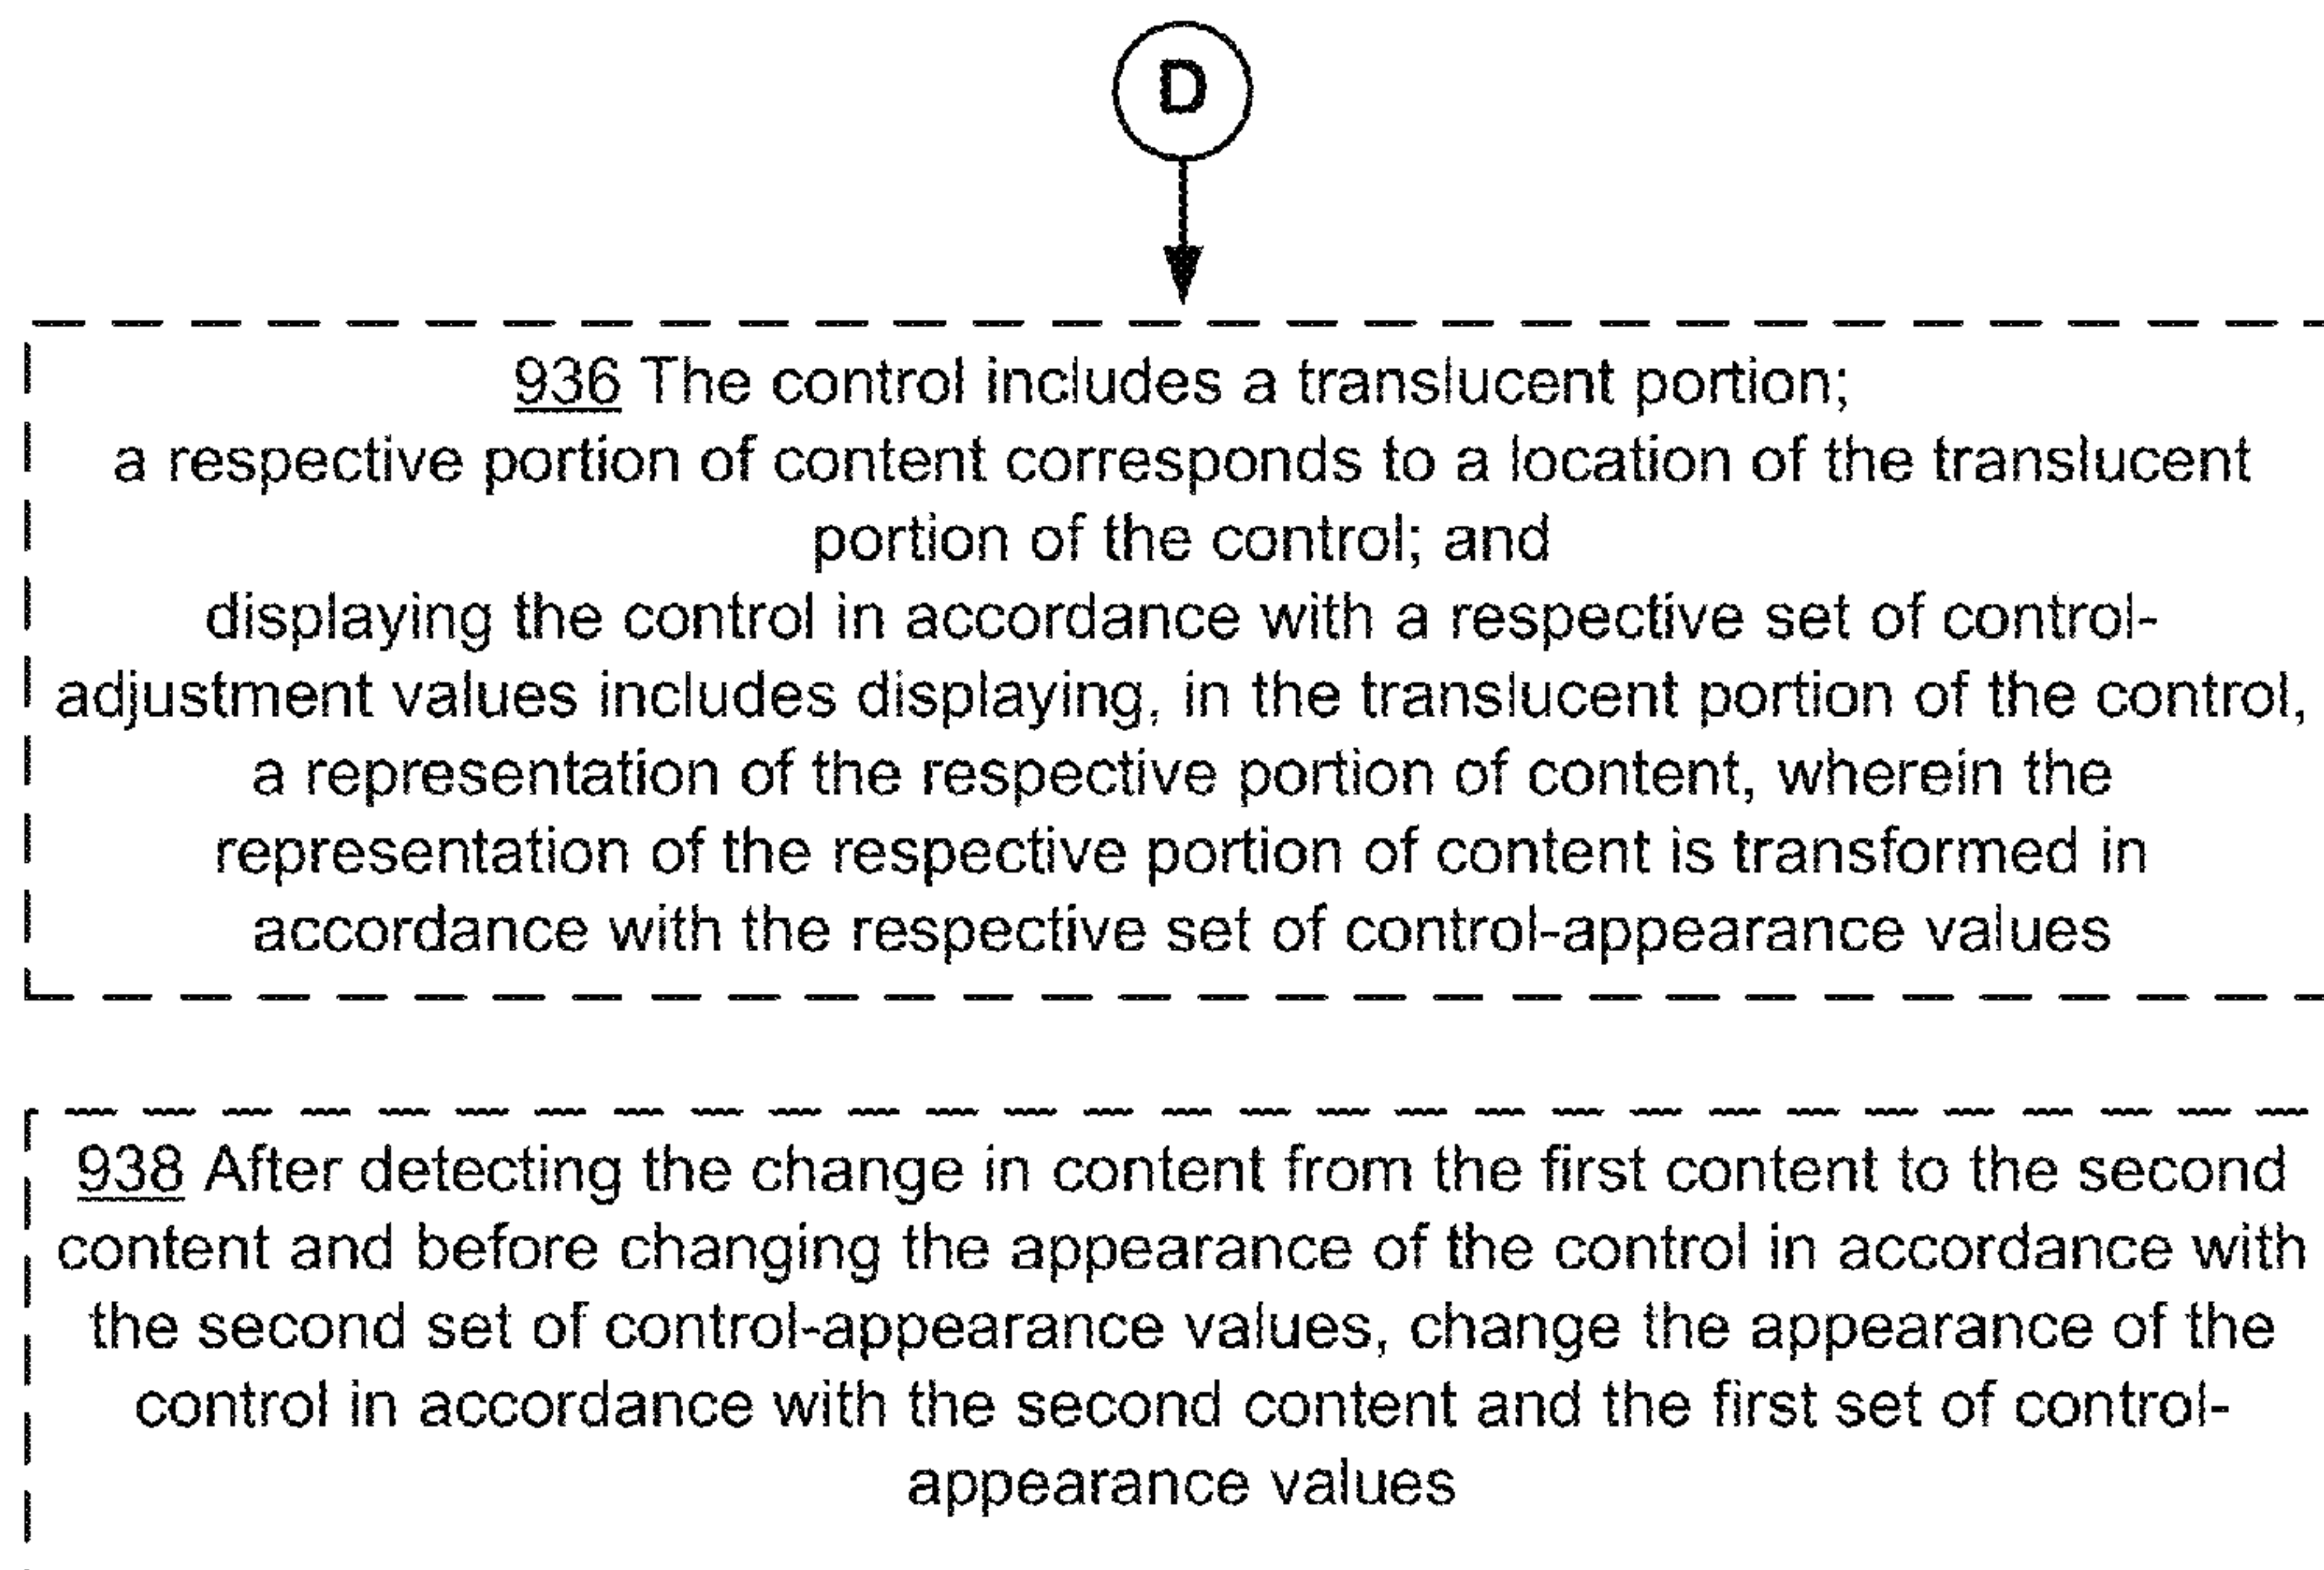 D
936 The control includes a translucent portion;
a respective portion of content corresponds to a location of the translucent
portion of the control; and
displaying the control in accordance with a respective set of control-
adjustment values includes displaying, in the translucent portion of the control,
a representation of the respective portion of content, wherein the
representation of the respective portion of content is transformed in
accordance with the respective set of control-appearance values
938 After detecting the change in content from the first content to the second
content and before changing the appearance of the control in accordance with
the second set of control-appearance values, change the appearance of the
control in accordance with the second content and the first set of control-
appearance values